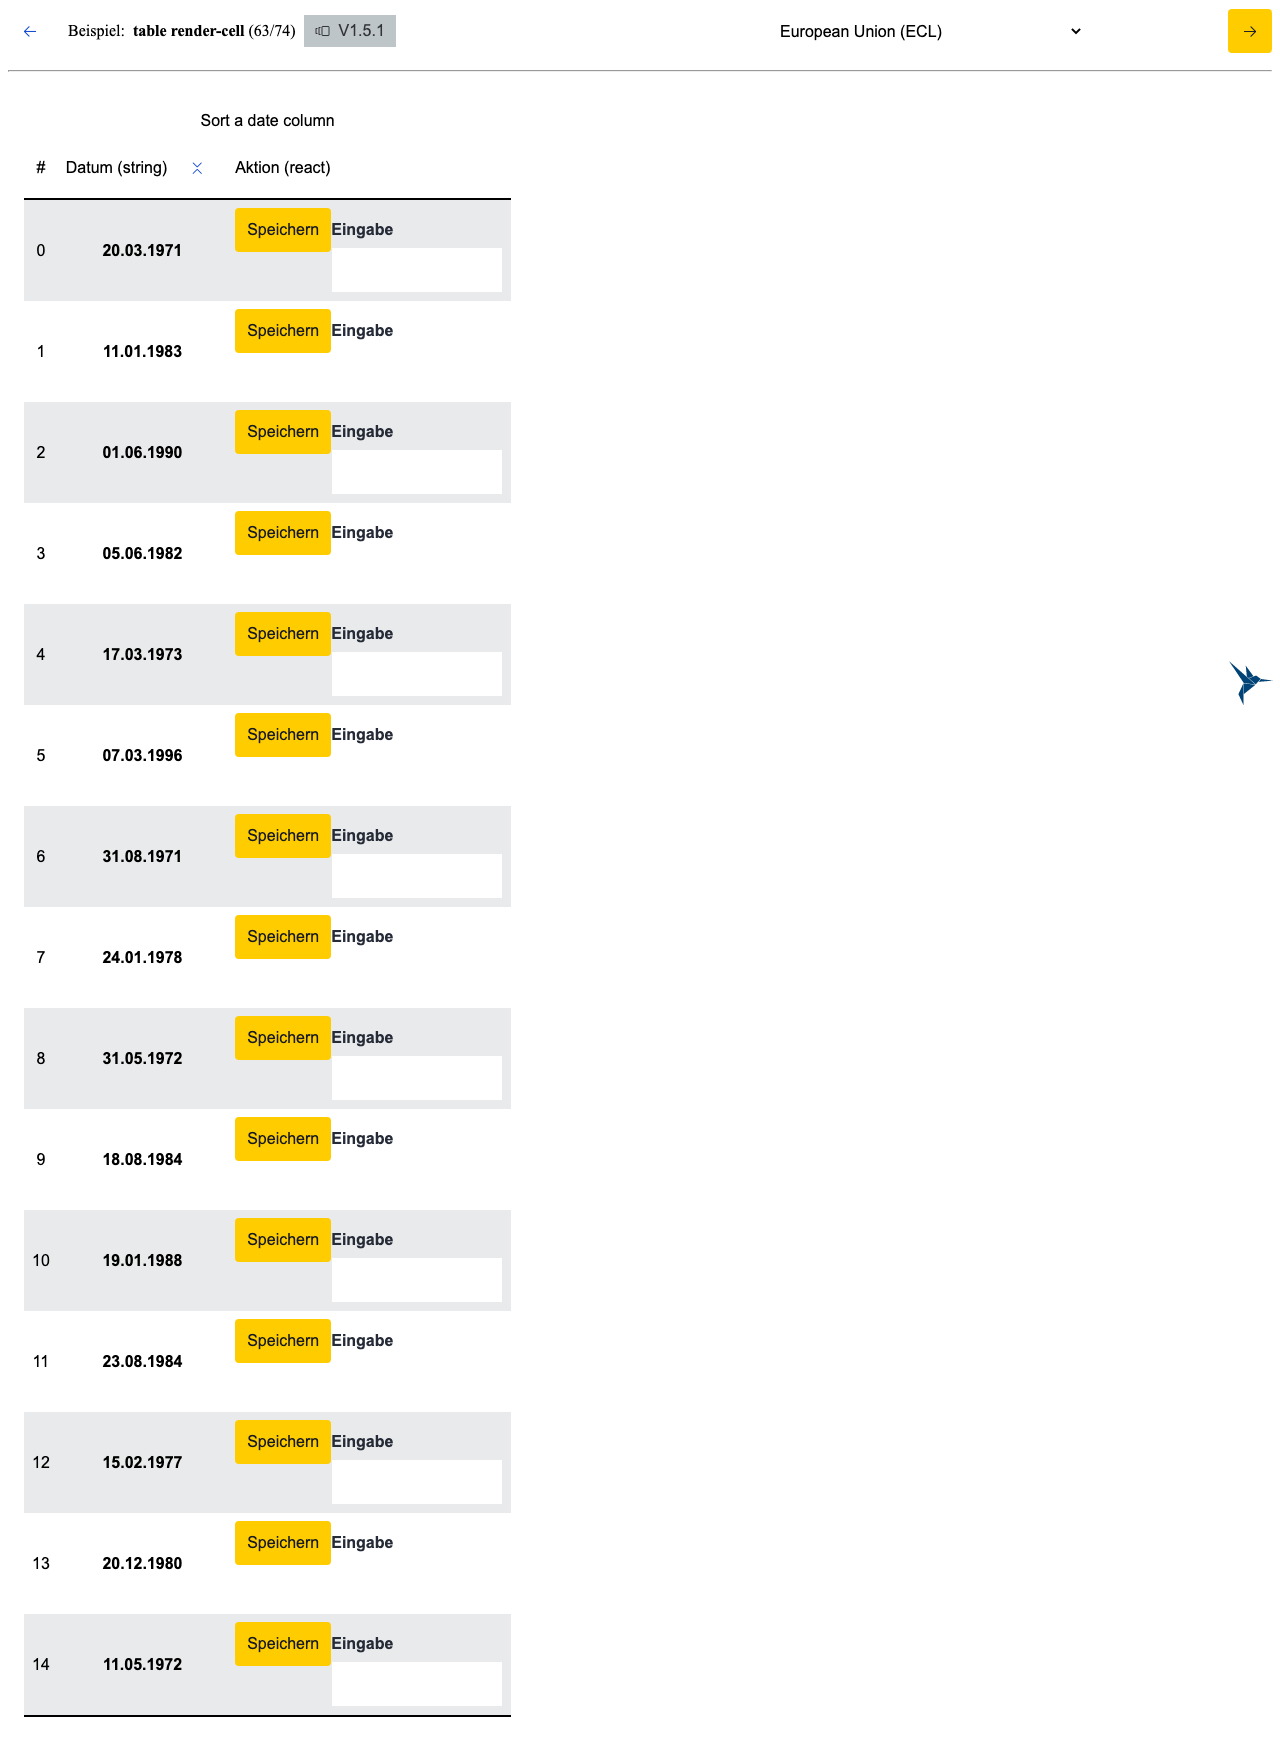 Beispiel: table render-cell (63/74) V1.5.1 European Union (ECL)
Sort a date column
# Datum (string) Aktion (react)
0 20.03.1971 Speichern Eingabe
1 11.01.1983 Speichern Eingabe
2 01.06.1990 Speichern Eingabe
3 05.06.1982 Speichern Eingabe
4 17.03.1973 Speichern Eingabe
5 07.03.1996 Speichern Eingabe
6 31.08.1971 Speichern Eingabe
7 24.01.1978 Speichern Eingabe
8 31.05.1972 Speichern Eingabe
9 18.08.1984 Speichern Eingabe
10 19.01.1988 Speichern Eingabe
11 23.08.1984 Speichern Eingabe
12 15.02.1977 Speichern Eingabe
13 20.12.1980 Speichern Eingabe
14 11.05.1972 Speichern Eingabe